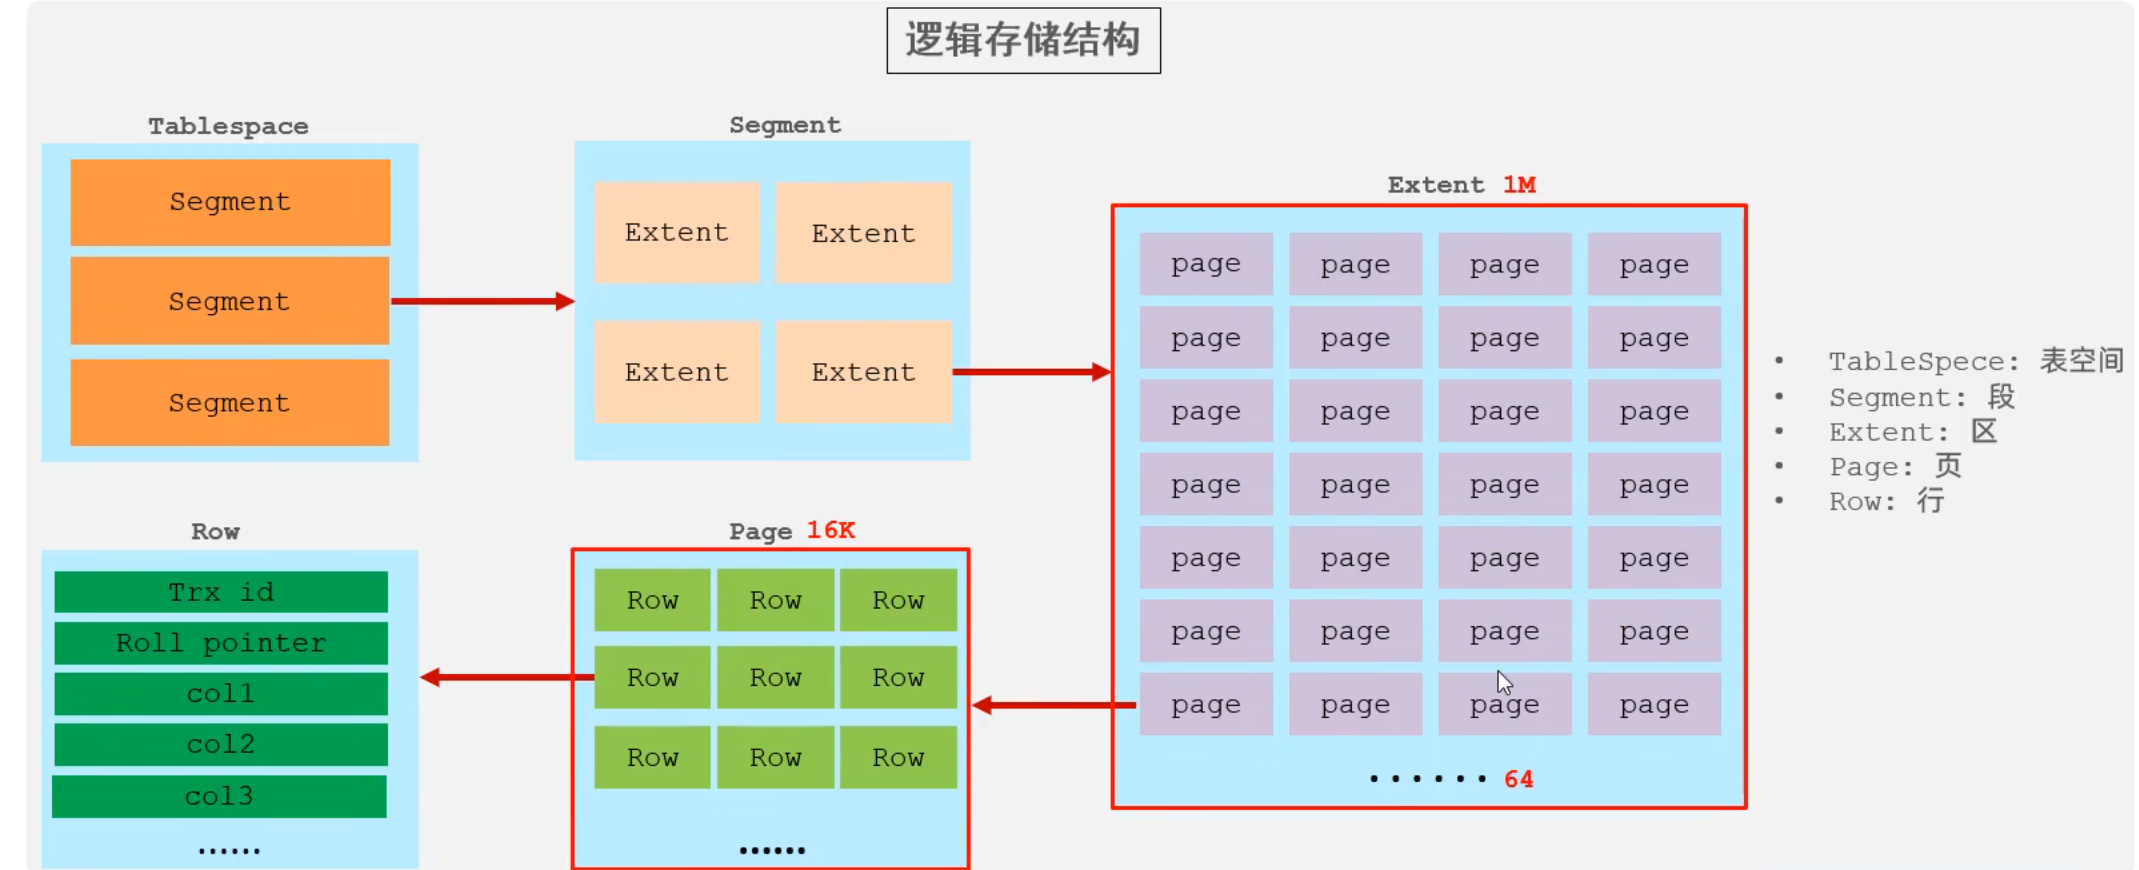 逻辑存储结构
Tablespace
Segment
Segment
Segment
Segment
Extent Extent
Extent Extent
Extent 1M
page page page page
page page page page
page page page page
page page page page
page page page page
page page page page
page page page page
...... 64
• TableSpece: 表空间
• Segment: 段
• Extent: 区
• Page: 页
• Row: 行
Row
Trx id
Roll pointer
col1
col2
col3
......
Page 16K
Row Row Row
Row Row Row
Row Row Row
......